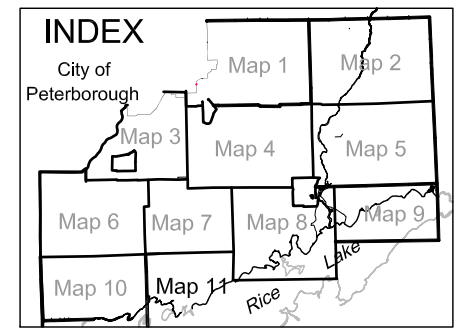 INDEX
City of
Peterborough
Map 1
Map 2
Map 3
Map 4
Map 5
Map 6
Map 7
Map 8
Map 9
Map 10
Map 11
Rice Lake